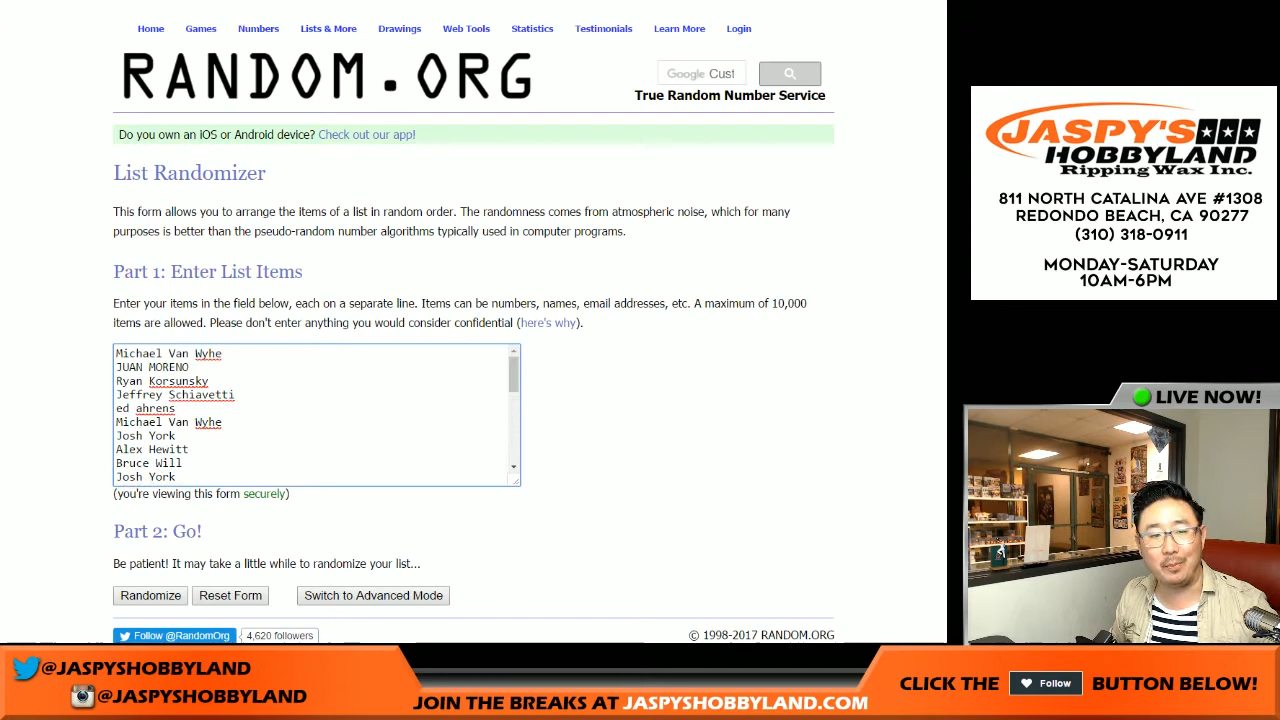 Home Games Numbers Lists & More Drawings Web Tools Statistics Testimonials Learn More Login
RANDOM.ORG
Google Cust
True Random Number Service
Do you own an iOS or Android device? Check out our app!
List Randomizer
This form allows you to arrange the items of a list in random order. The randomness comes from atmospheric noise, which for many
purposes is better than the pseudo-random number algorithms typically used in computer programs.
Part 1: Enter List Items
Enter your items in the field below, each on a separate line. Items can be numbers, names, email addresses, etc. A maximum of 10,000
items are allowed. Please don't enter anything you would consider confidential (here's why).
Michael Van Wyhe
JUAN MORENO
Ryan Korsunsky
Jeffrey Schiavetti
ed ahrens
Michael Van Wyhe
Josh York
Alex Hewitt
Bruce Will
Josh York
(you're viewing this form securely)
Part 2: Go!
Be patient! It may take a little while to randomize your list...
Randomize Reset Form Switch to Advanced Mode
Follow @RandomOrg 4,620 followers
© 1998-2017 RANDOM.ORG
JASPY'S
HOBBYLAND
Ripping Wax Inc.
811 NORTH CATALINA AVE #1308
REDONDO BEACH, CA 90277
(310) 318-0911
MONDAY-SATURDAY
10AM-6PM
LIVE NOW!
@JASPYSHOBBYLAND
@JASPYSHOBBYLAND
JOIN THE BREAKS AT JASPYSHOBBYLAND.COM
CLICK THE Follow BUTTON BELOW!